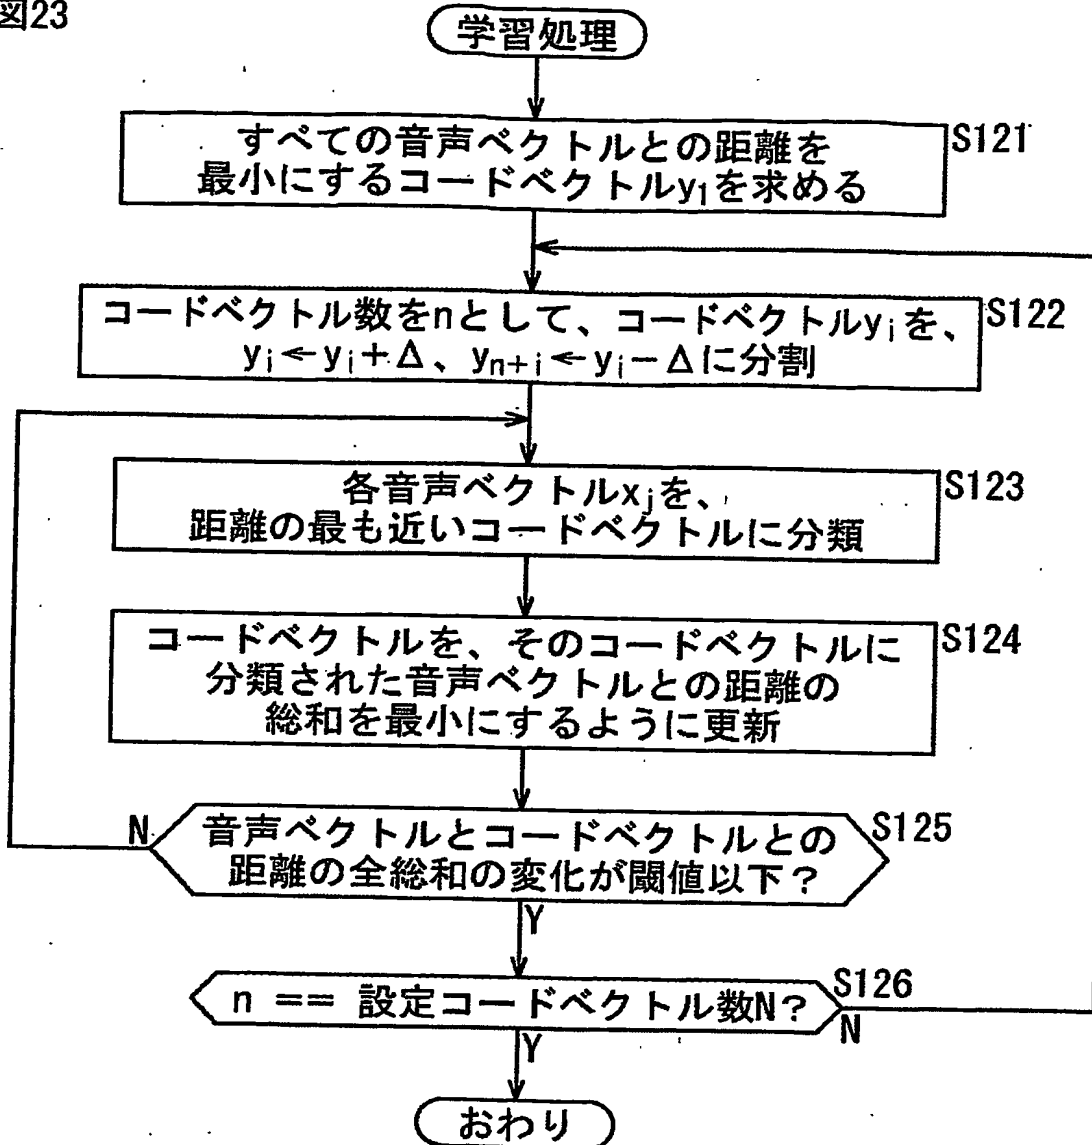 図23
学習処理
すべての音声ベクトルとの距離を
最小にするコードベクトルy1を求める
S121
コードベクトル数をnとして、コードベクトルyiを、
yi←yi+Δ、yn+i←yi−Δに分割
S122
各音声ベクトルxjを、
距離の最も近いコードベクトルに分類
S123
コードベクトルを、そのコードベクトルに
分類された音声ベクトルとの距離の
総和を最小にするように更新
S124
音声ベクトルとコードベクトルとの
距離の全総和の変化が閾値以下?
S125
N
Y
n == 設定コードベクトル数N?
S126
N
Y
おわり